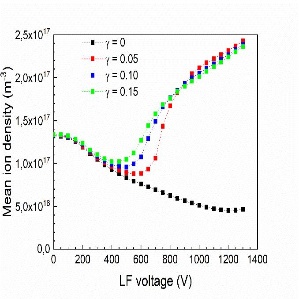 2,5x10¹⁷
2,0x10¹⁷
1,5x10¹⁷
1,0x10¹⁷
5,0x10¹⁶
0,0
Mean ion density (m⁻³)
γ = 0
γ = 0.05
γ = 0.10
γ = 0.15
0 200 400 600 800 1000 1200 1400
LF voltage (V)